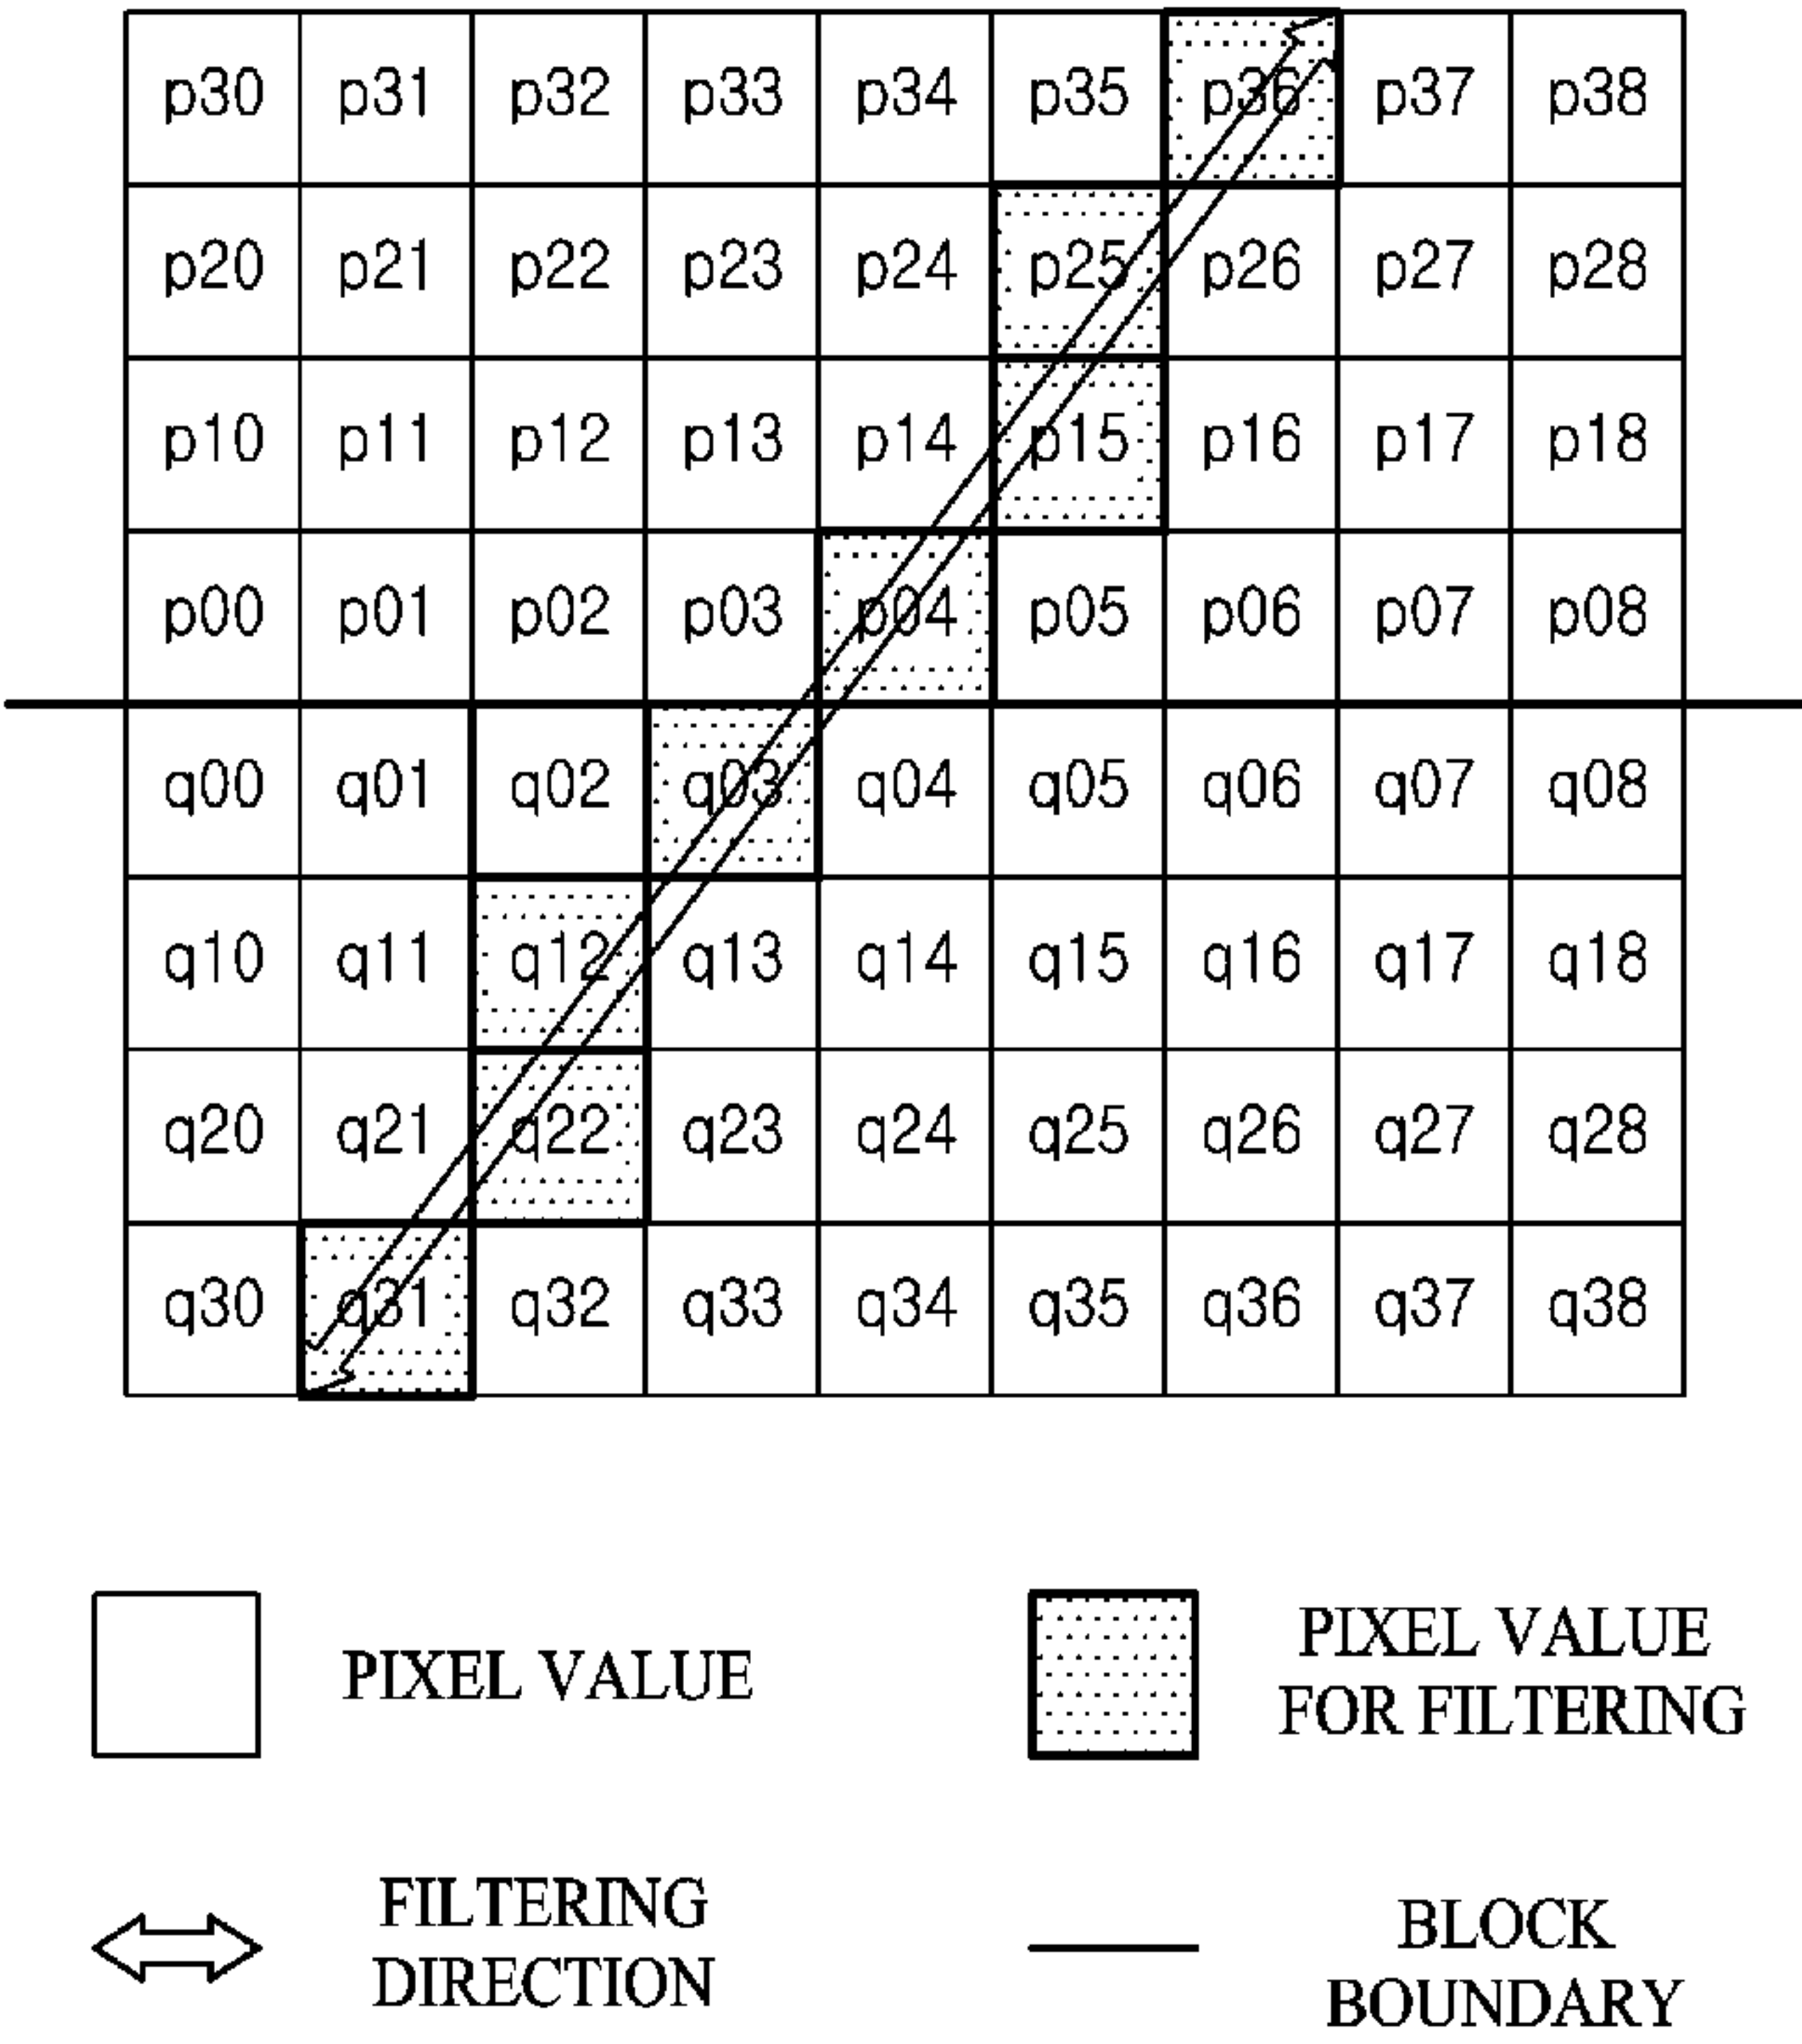 p30 p31 p32 p33 p34 p35 p36 p37 p38
p20 p21 p22 p23 p24 p25 p26 p27 p28
p10 p11 p12 p13 p14 p15 p16 p17 p18
p00 p01 p02 p03 p04 p05 p06 p07 p08
q00 q01 q02 q03 q04 q05 q06 q07 q08
q10 q11 q12 q13 q14 q15 q16 q17 q18
q20 q21 q22 q23 q24 q25 q26 q27 q28
q30 q31 q32 q33 q34 q35 q36 q37 q38
PIXEL VALUE
PIXEL VALUE
FOR FILTERING
FILTERING
DIRECTION
BLOCK
BOUNDARY